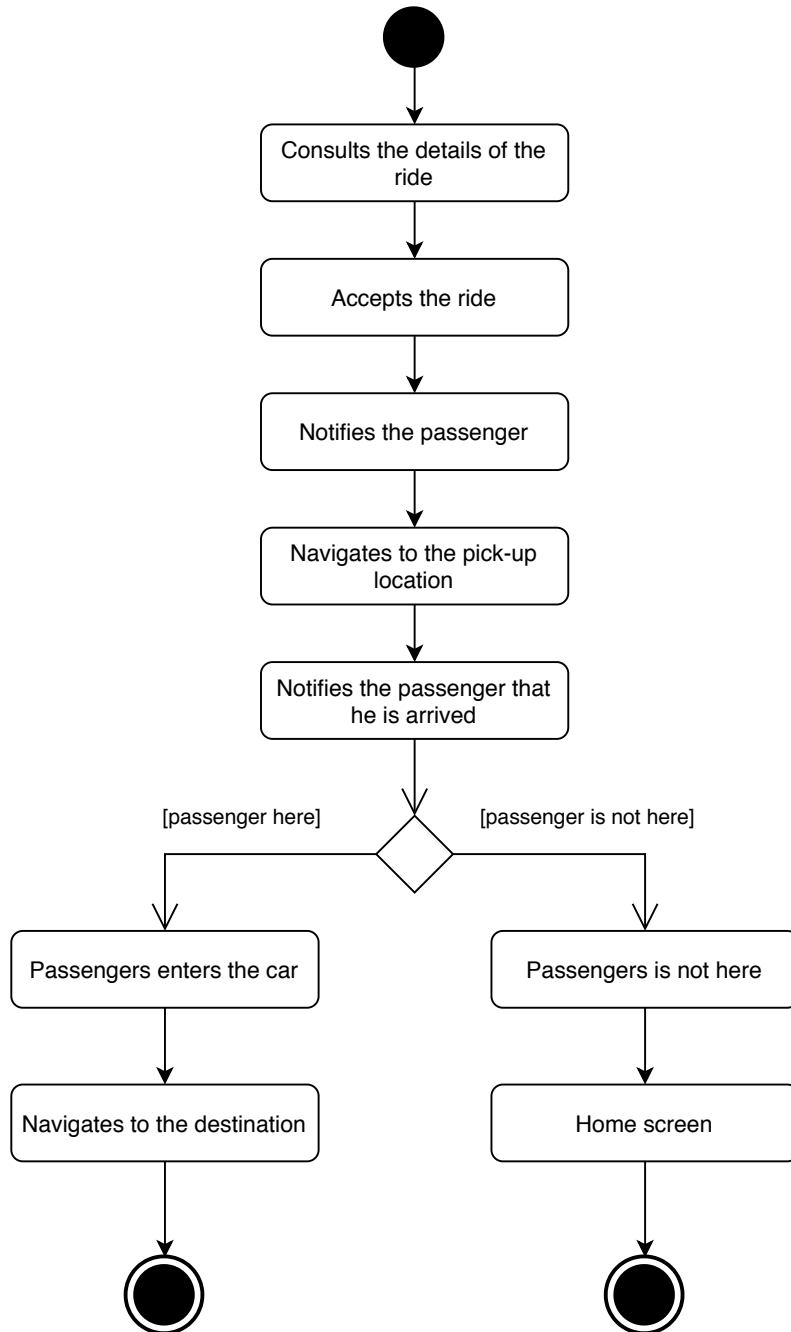 Consults the details of the
ride
Accepts the ride
Notifies the passenger
Navigates to the pick-up
location
Notifies the passenger that
he is arrived
[passenger here]
[passenger is not here]
Passengers enters the car
Passengers is not here
Navigates to the destination
Home screen